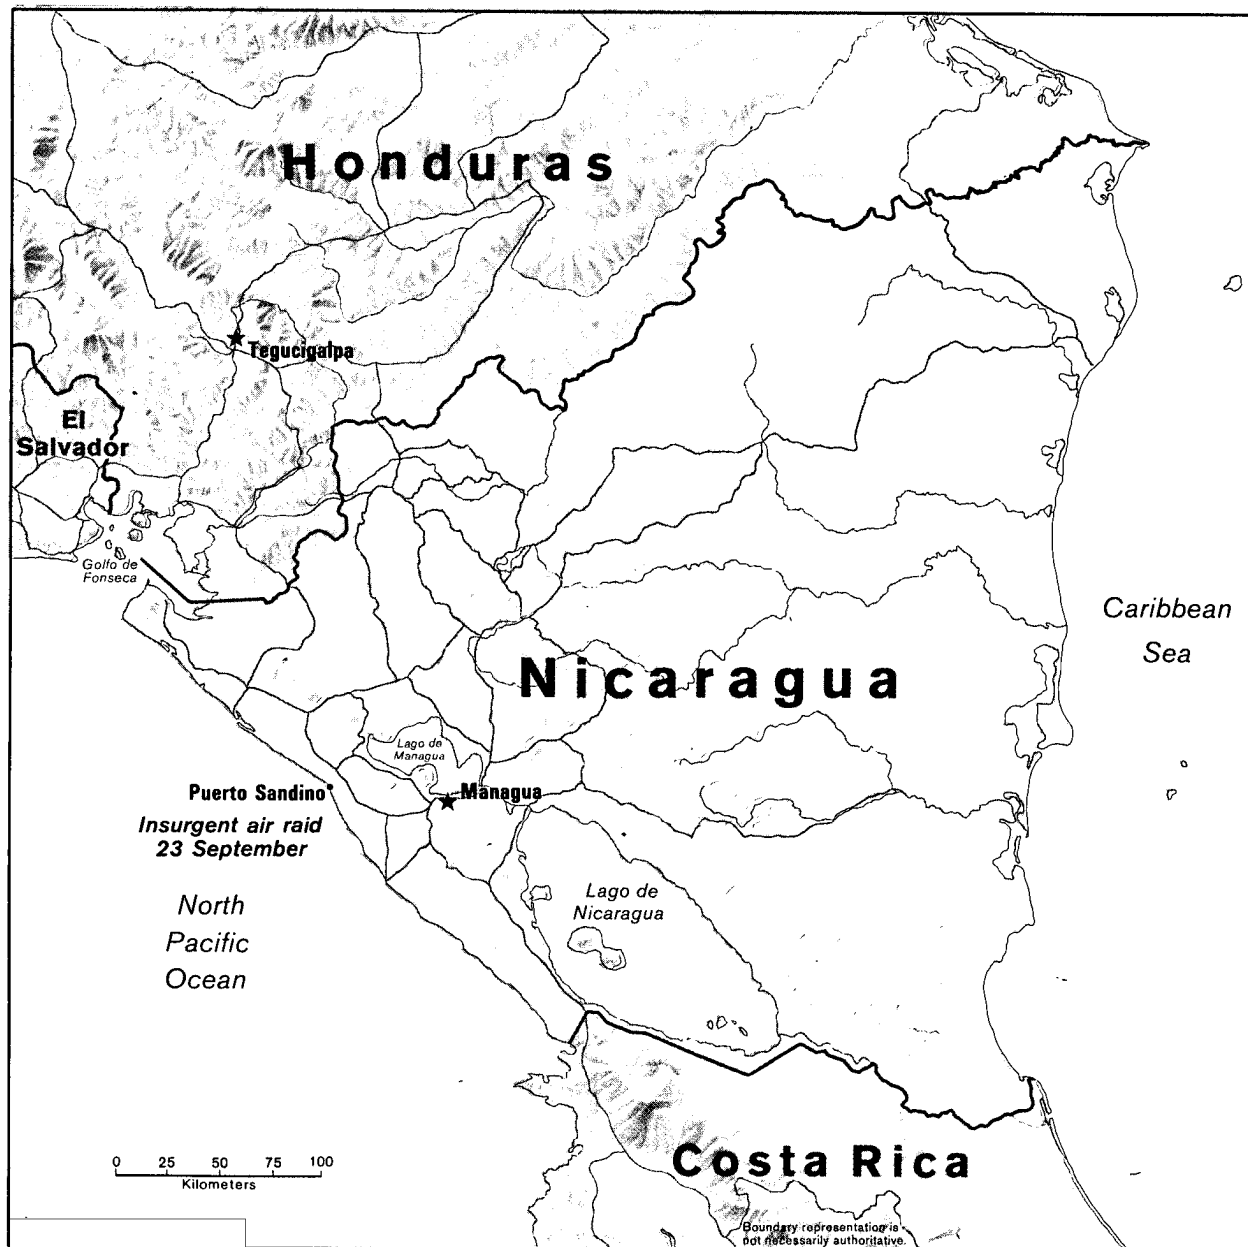 Honduras
Tegucigalpa
El
Salvador
Golfo de
Fonseca
Caribbean
Sea
Nicaragua
Lago de
Managua
Puerto Sandino
Managua
Insurgent air raid
23 September
Lago de
Nicaragua
North
Pacific
Ocean
Costa Rica
0 25 50 75 100
Kilometers
Boundary representation is
not necessarily authoritative.